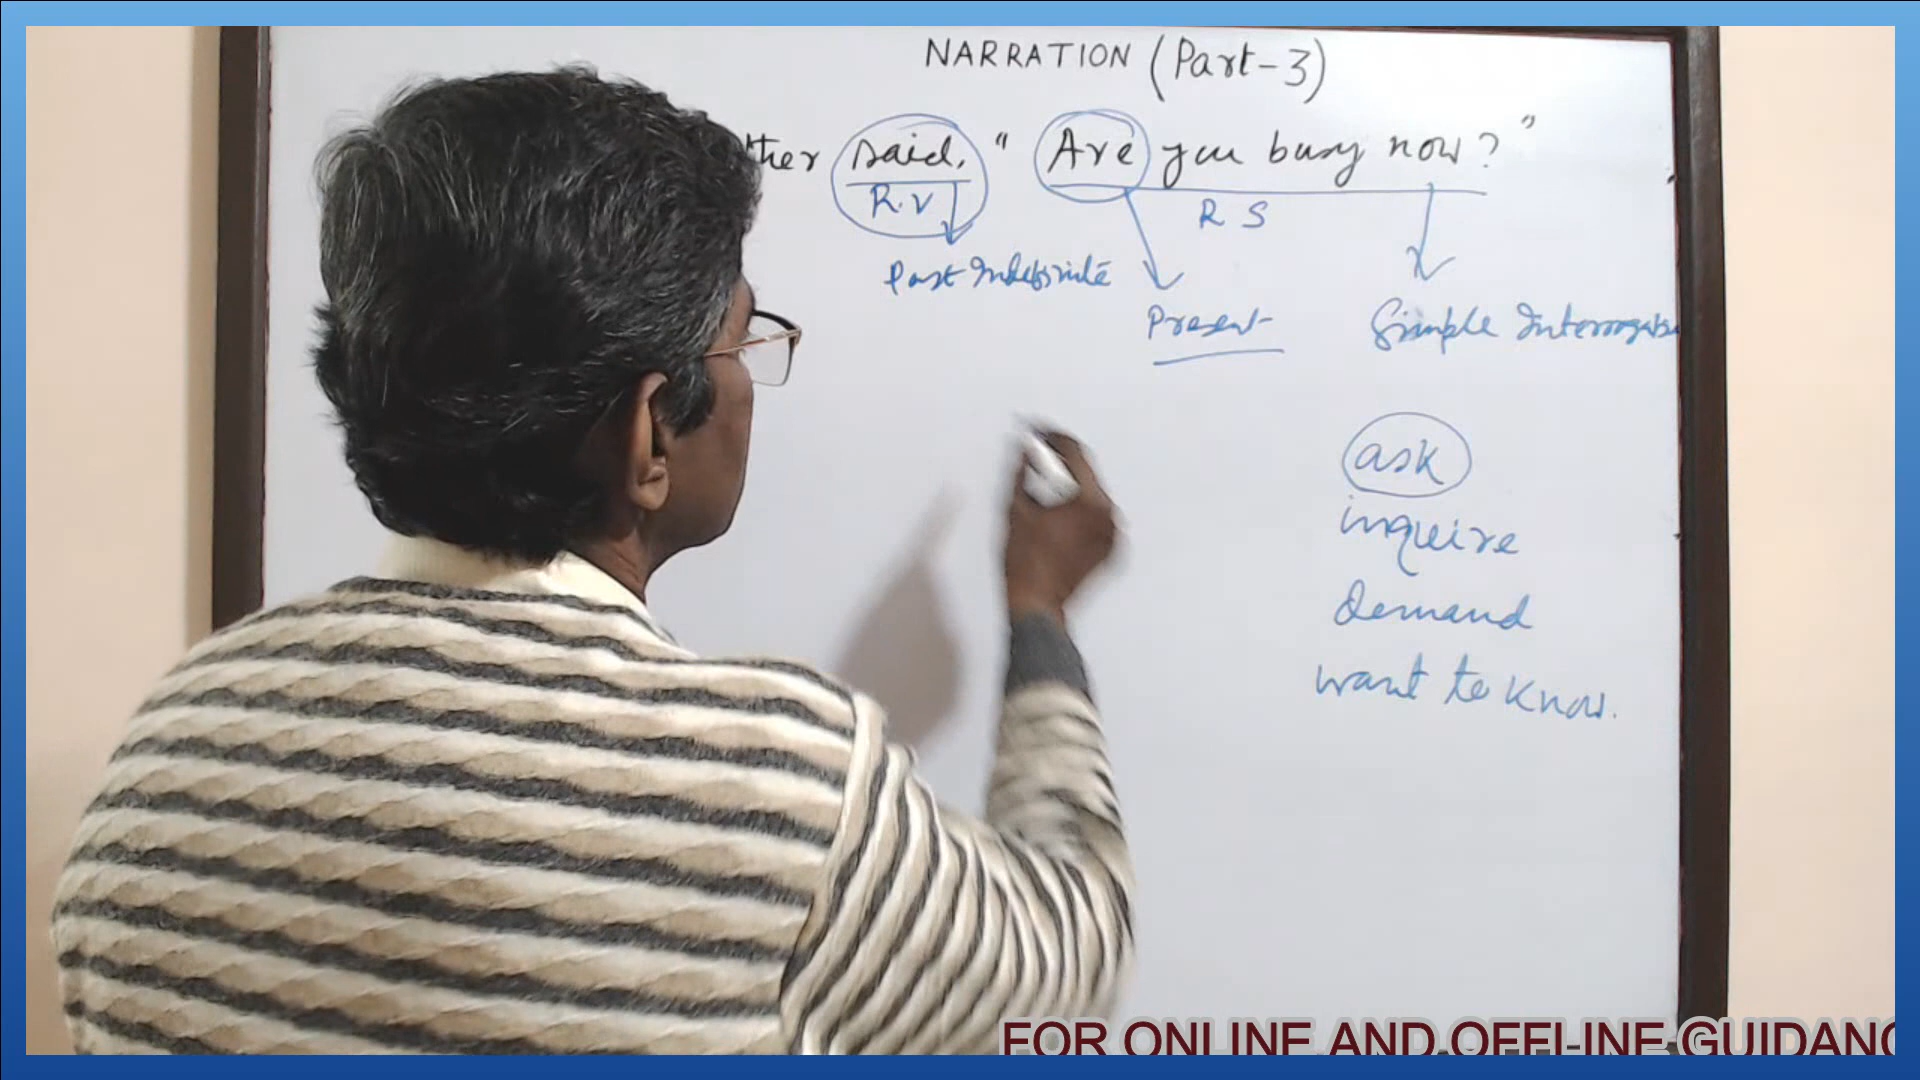 NARRATION (Part-3)
ther said, " Are you busy now? "
R.V
R S
Past Indefinite
Present
Simple
ask
inquire
demand
want to know.
FOR ONLINE AND OFFLINE GUIDANC